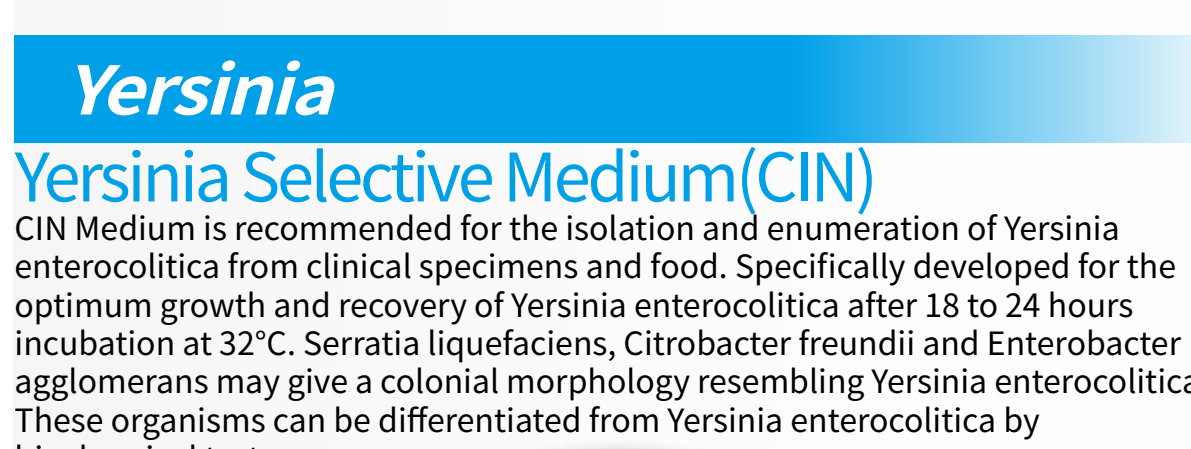 Yersinia
Yersinia Selective Medium(CIN)
CIN Medium is recommended for the isolation and enumeration of Yersinia
enterocolitica from clinical specimens and food. Specifically developed for the
optimum growth and recovery of Yersinia enterocolitica after 18 to 24 hours
incubation at 32°C. Serratia liquefaciens, Citrobacter freundii and Enterobacter
agglomerans may give a colonial morphology resembling Yersinia enterocolitica
These organisms can be differentiated from Yersinia enterocolitica by